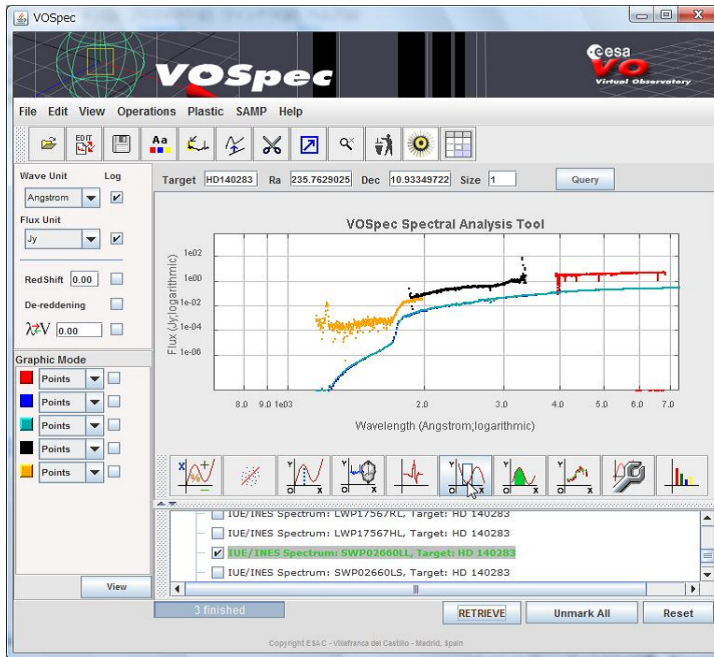 VOSpec
VOSpec
esa
VO
Virtual Observatory
File Edit View Operations Plastic SAMP Help
EDIT Aa
Wave Unit Log
Angstrom
Flux Unit
Jy
RedShift 0.00
De-reddening
λ⇄V 0.00
Graphic Mode
Points
Points
Points
Points
Points
View
Target HD140283 Ra 235.7629025 Dec 10.93349722 Size 1 Query
VOSpec Spectral Analysis Tool
Flux (Jy;logarithmic)
1e02
1e00
1e-02
1e-04
1e-06
8.0 9.0 1e03 2.0 3.0 4.0 5.0 6.0 7.0
Wavelength (Angstrom;logarithmic)
IUE/INES Spectrum: LWP17567RL, Target: HD 140283
IUE/INES Spectrum: LWP17567HL, Target: HD 140283
IUE/INES Spectrum: SWP02660LL, Target: HD 140283
IUE/INES Spectrum: SWP02660LS, Target: HD 140283
3 finished RETRIEVE Unmark All Reset
Copyright ESAC - Villafranca del Castillo - Madrid, Spain